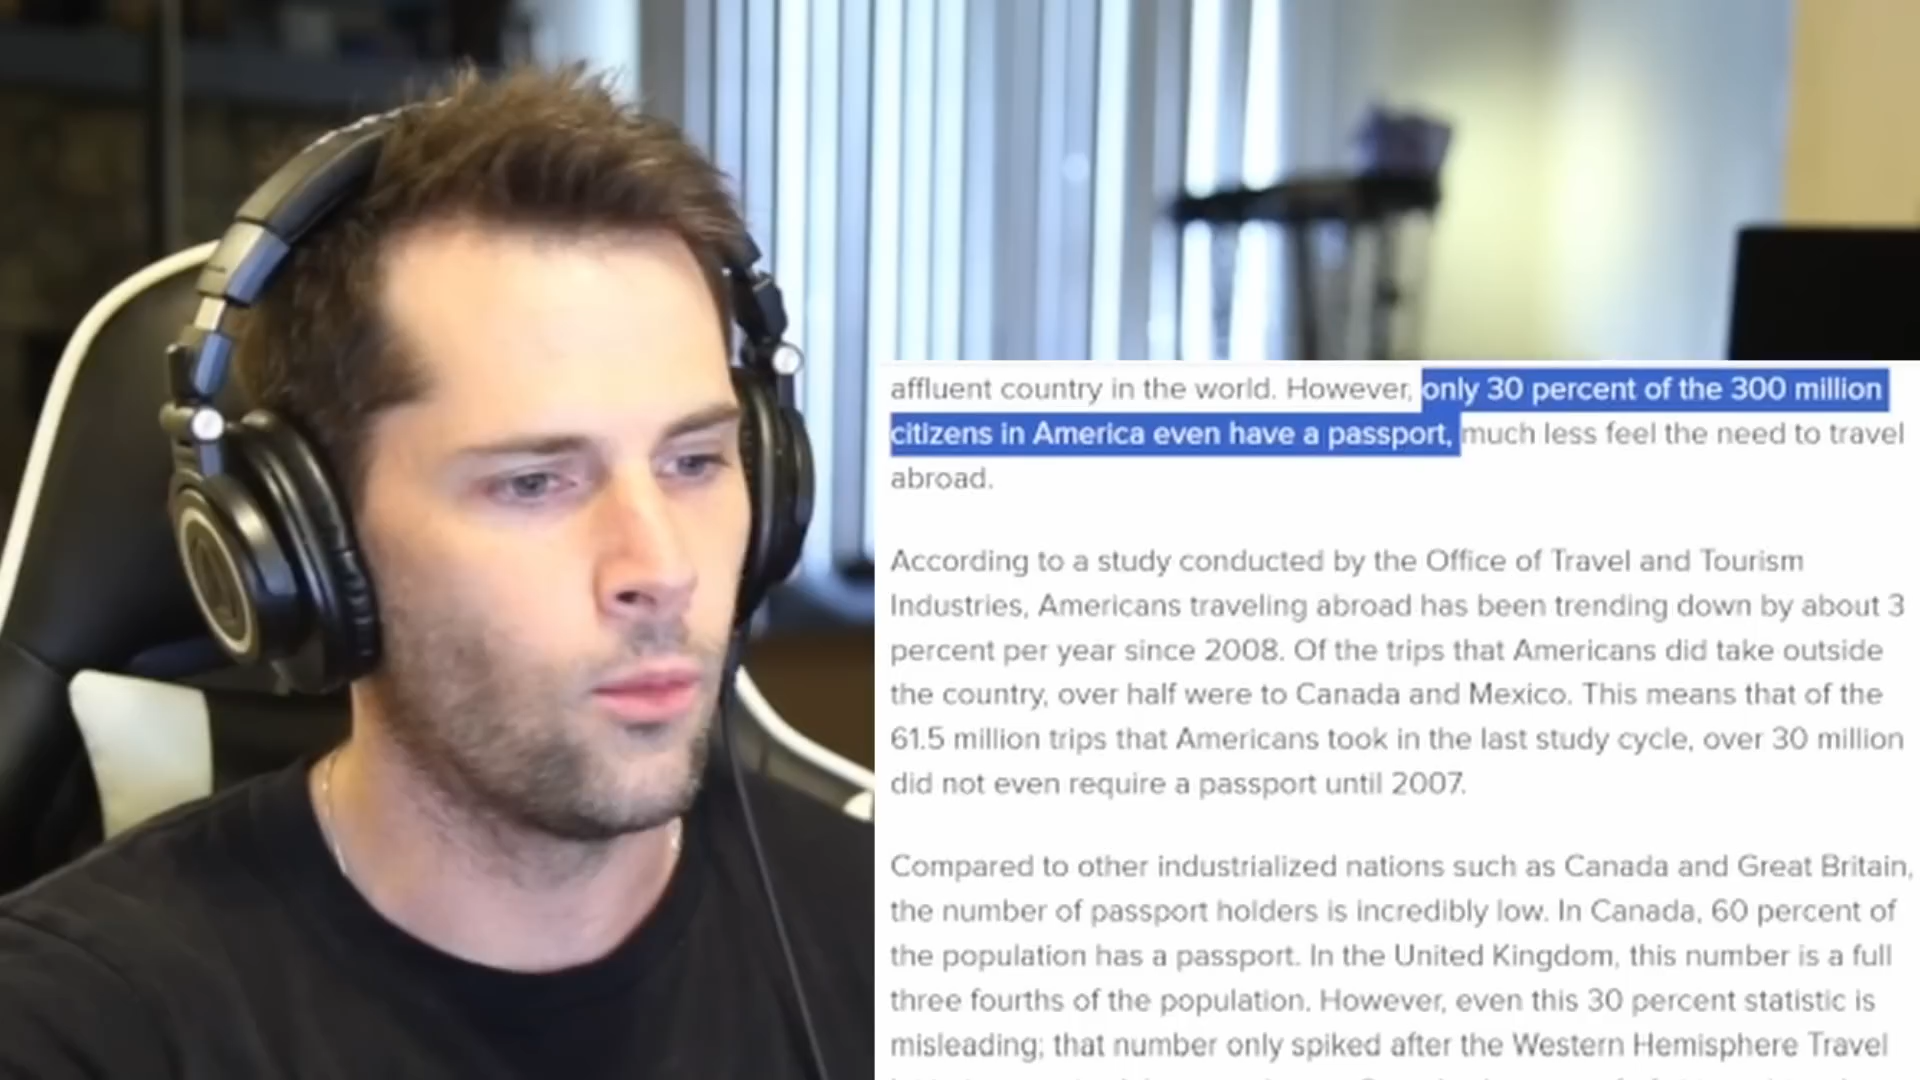 affluent country in the world. However, only 30 percent of the 300 million
citizens in America even have a passport, much less feel the need to travel
abroad.
According to a study conducted by the Office of Travel and Tourism
Industries, Americans traveling abroad has been trending down by about 3
percent per year since 2008. Of the trips that Americans did take outside
the country, over half were to Canada and Mexico. This means that of the
61.5 million trips that Americans took in the last study cycle, over 30 million
did not even require a passport until 2007.
Compared to other industrialized nations such as Canada and Great Britain,
the number of passport holders is incredibly low. In Canada, 60 percent of
the population has a passport. In the United Kingdom, this number is a full
three fourths of the population. However, even this 30 percent statistic is
misleading; that number only spiked after the Western Hemisphere Travel